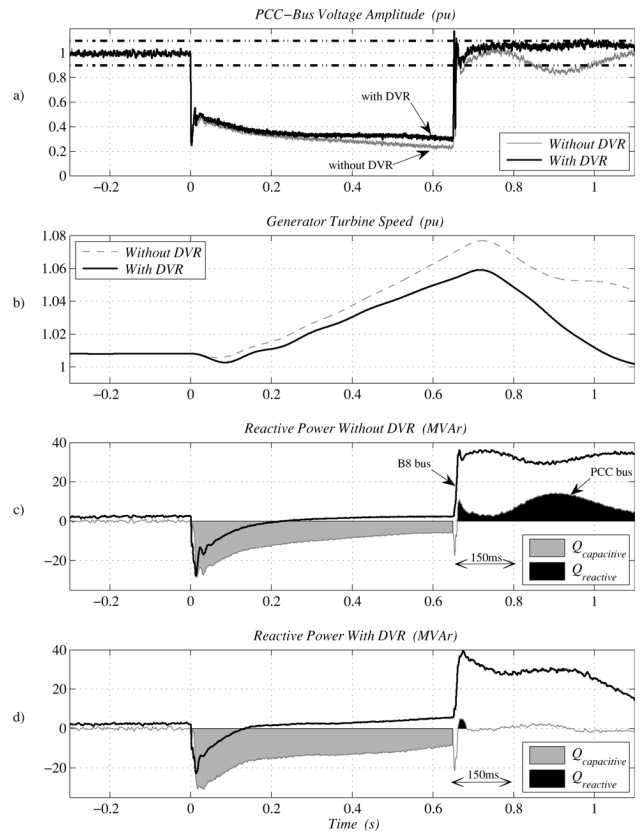 PCC−Bus Voltage Amplitude (pu)
1
0.8
0.6
0.4
0.2
0
a)
with DVR
without DVR
Without DVR
With DVR
−0.2 0 0.2 0.4 0.6 0.8 1
Generator Turbine Speed (pu)
1.08
1.06
1.04
1.02
1
b)
Without DVR
With DVR
−0.2 0 0.2 0.4 0.6 0.8 1
Reactive Power Without DVR (MVAr)
40
20
0
−20
c)
B8 bus
PCC bus
150ms
Qcapacitive
Qreactive
−0.2 0 0.2 0.4 0.6 0.8 1
Reactive Power With DVR (MVAr)
40
20
0
−20
d)
150ms
Qcapacitive
Qreactive
−0.2 0 0.2 0.4 0.6 0.8 1
Time (s)